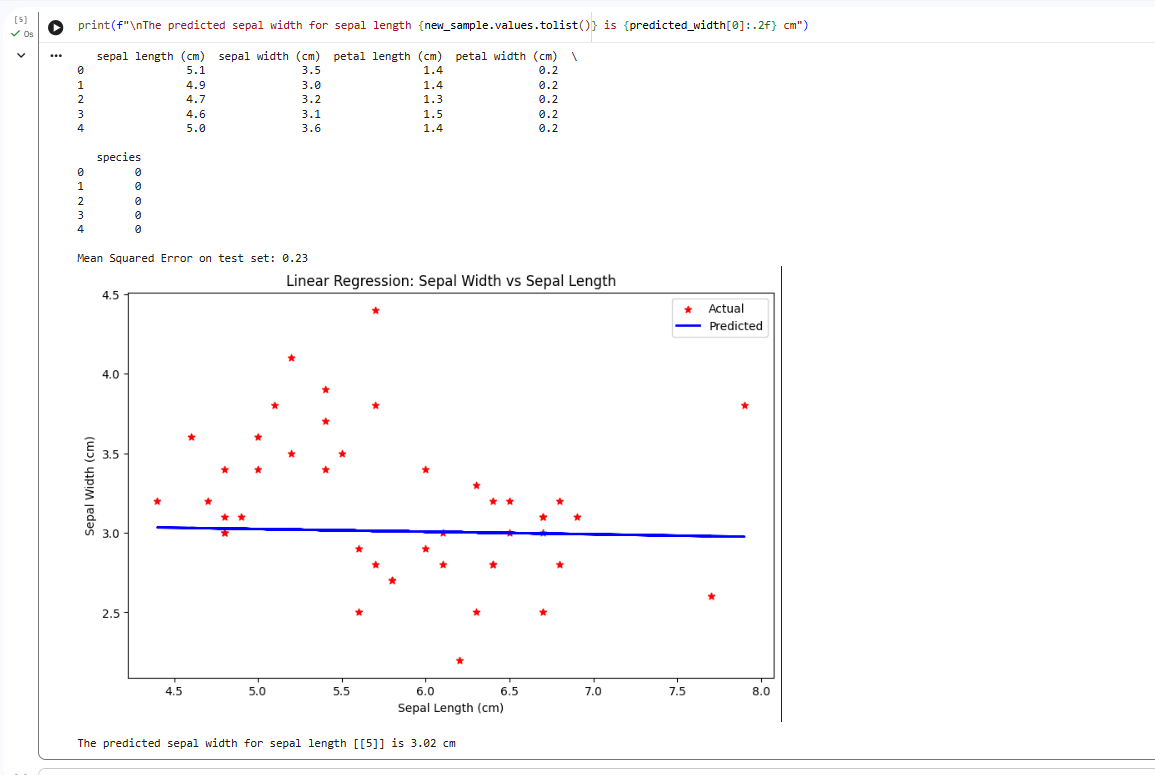 [5]
0s
print(f"\nThe predicted sepal width for sepal length {new_sample.values.tolist()} is {predicted_width[0]:.2f} cm")
sepal length (cm) sepal width (cm) petal length (cm) petal width (cm) \
0 5.1 3.5 1.4 0.2
1 4.9 3.0 1.4 0.2
2 4.7 3.2 1.3 0.2
3 4.6 3.1 1.5 0.2
4 5.0 3.6 1.4 0.2
species
0 0
1 0
2 0
3 0
4 0
Mean Squared Error on test set: 0.23
Linear Regression: Sepal Width vs Sepal Length
Actual
Predicted
4.5
4.0
3.5
3.0
2.5
Sepal Width (cm)
4.5 5.0 5.5 6.0 6.5 7.0 7.5 8.0
Sepal Length (cm)
The predicted sepal width for sepal length [[5]] is 3.02 cm